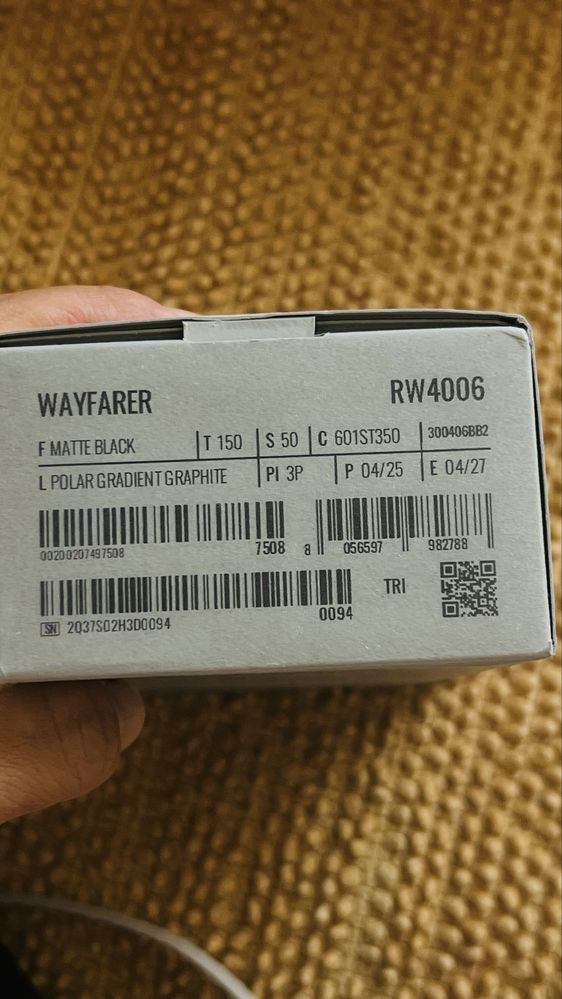 WAYFARER RW4006
F MATTE BLACK T 150 S 50 C 601ST350 300406BB2
L POLAR GRADIENT GRAPHITE PI 3P P 04/25 E 04/27
00200207497508 7508 8 056597 982788
0094 TRI
SN 2Q37S02H3D0094